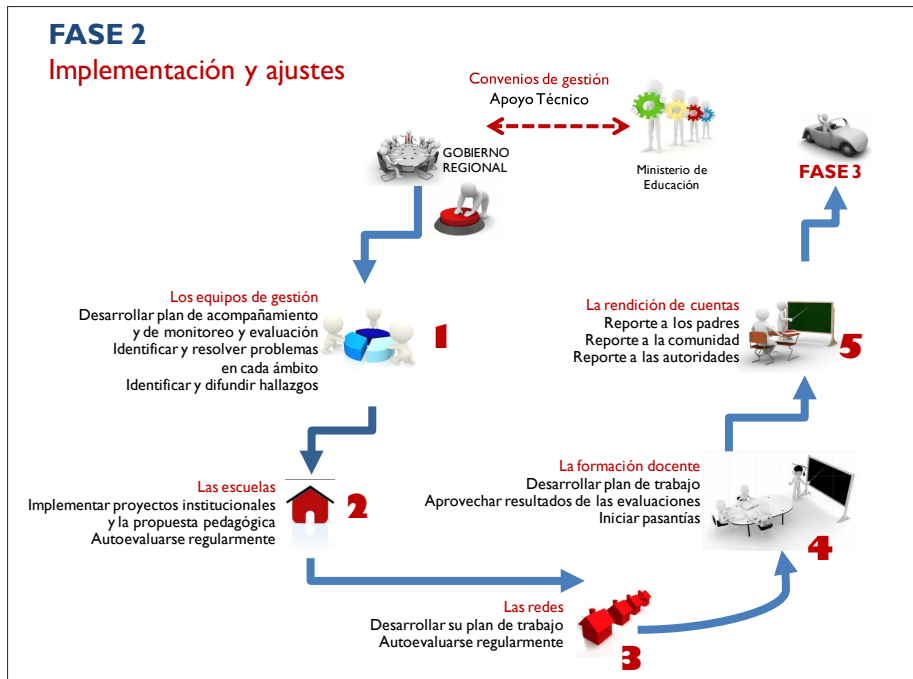 FASE 2
Implementación y ajustes
Convenios de gestión
Apoyo Técnico
GOBIERNO
REGIONAL
Ministerio de
Educación
FASE 3
Los equipos de gestión
Desarrollar plan de acompañamiento
y de monitoreo y evaluación
Identificar y resolver problemas
en cada ámbito
Identificar y difundir hallazgos
1
Las escuelas
Implementar proyectos institucionales
y la propuesta pedagógica
Autoevaluarse regularmente
2
Las redes
Desarrollar su plan de trabajo
Autoevaluarse regularmente
3
La formación docente
Desarrollar plan de trabajo
Aprovechar resultados de las evaluaciones
Iniciar pasantías
4
La rendición de cuentas
Reporte a los padres
Reporte a la comunidad
Reporte a las autoridades
5